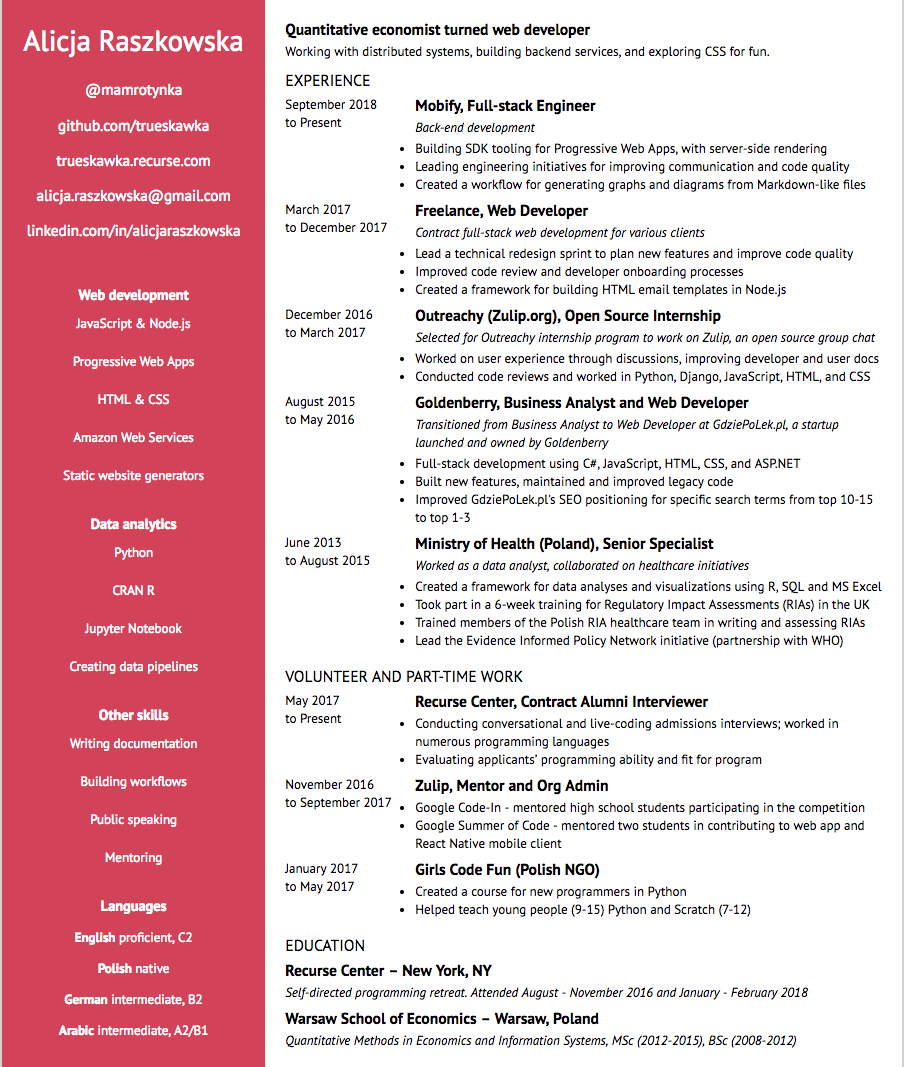 Alicja Raszkowska
@mamrotynka
github.com/trueskawka
trueskawka.recurse.com
alicja.raszkowska@gmail.com
linkedin.com/in/alicjaraszkowska
Web development
JavaScript & Node.js
Progressive Web Apps
HTML & CSS
Amazon Web Services
Static website generators
Data analytics
Python
CRAN R
Jupyter Notebook
Creating data pipelines
Other skills
Writing documentation
Building workflows
Public speaking
Mentoring
Languages
English proficient, C2
Polish native
German intermediate, B2
Arabic intermediate, A2/B1
Quantitative economist turned web developer
Working with distributed systems, building backend services, and exploring CSS for fun.
EXPERIENCE
September 2018
to Present
Mobify, Full-stack Engineer
Back-end development
• Building SDK tooling for Progressive Web Apps, with server-side rendering
• Leading engineering initiatives for improving communication and code quality
• Created a workflow for generating graphs and diagrams from Markdown-like files
March 2017
to December 2017
Freelance, Web Developer
Contract full-stack web development for various clients
• Lead a technical redesign sprint to plan new features and improve code quality
• Improved code review and developer onboarding processes
• Created a framework for building HTML email templates in Node.js
December 2016
to March 2017
Outreachy (Zulip.org), Open Source Internship
Selected for Outreachy internship program to work on Zulip, an open source group chat
• Worked on user experience through discussions, improving developer and user docs
• Conducted code reviews and worked in Python, Django, JavaScript, HTML, and CSS
August 2015
to May 2016
Goldenberry, Business Analyst and Web Developer
Transitioned from Business Analyst to Web Developer at GdziePoLek.pl, a startup
launched and owned by Goldenberry
• Full-stack development using C#, JavaScript, HTML, CSS, and ASP.NET
• Built new features, maintained and improved legacy code
• Improved GdziePoLek.pl's SEO positioning for specific search terms from top 10-15
to top 1-3
June 2013
to August 2015
Ministry of Health (Poland), Senior Specialist
Worked as a data analyst, collaborated on healthcare initiatives
• Created a framework for data analyses and visualizations using R, SQL and MS Excel
• Took part in a 6-week training for Regulatory Impact Assessments (RIAs) in the UK
• Trained members of the Polish RIA healthcare team in writing and assessing RIAs
• Lead the Evidence Informed Policy Network initiative (partnership with WHO)
VOLUNTEER AND PART-TIME WORK
May 2017
to Present
Recurse Center, Contract Alumni Interviewer
• Conducting conversational and live-coding admissions interviews; worked in
numerous programming languages
• Evaluating applicants’ programming ability and fit for program
November 2016
to September 2017
Zulip, Mentor and Org Admin
• Google Code-In - mentored high school students participating in the competition
• Google Summer of Code - mentored two students in contributing to web app and
React Native mobile client
January 2017
to May 2017
Girls Code Fun (Polish NGO)
• Created a course for new programmers in Python
• Helped teach young people (9-15) Python and Scratch (7-12)
EDUCATION
Recurse Center – New York, NY
Self-directed programming retreat. Attended August - November 2016 and January - February 2018
Warsaw School of Economics – Warsaw, Poland
Quantitative Methods in Economics and Information Systems, MSc (2012-2015), BSc (2008-2012)